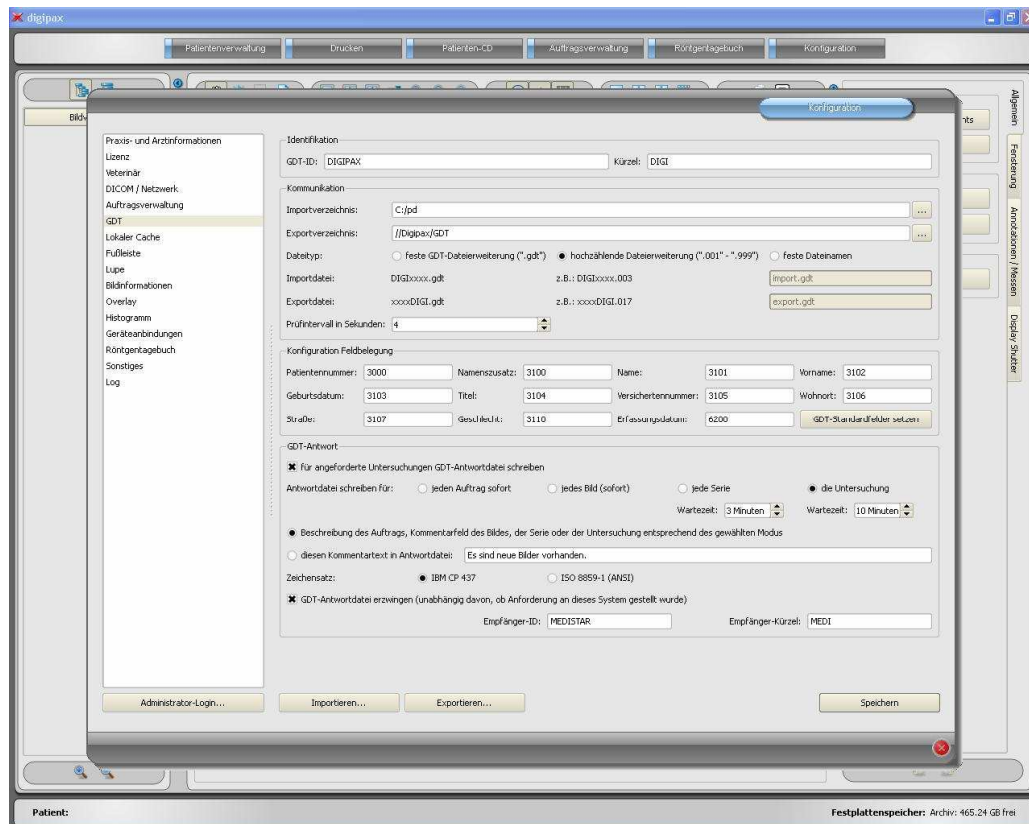 digipax
Patientenverwaltung Drucken Patienten-CD Auftragsverwaltung Röntgentagebuch Konfiguration
Konfiguration
Allgemein
Fensterung
Annotationen / Messen
Display Shutter
Praxis- und Arztinformationen
Lizenz
Veterinär
DICOM / Netzwerk
Auftragsverwaltung
GDT
Lokaler Cache
Fußleiste
Lupe
Bildinformationen
Overlay
Histogramm
Geräteanbindungen
Röntgentagebuch
Sonstiges
Log
Administrator-Login...
Identifikation
GDT-ID: DIGIPAX Kürzel: DIGI
Kommunikation
Importverzeichnis: C:/pd ...
Exportverzeichnis: //Digipax/GDT ...
Dateityp: feste GDT-Dateierweiterung (".gdt") hochzählende Dateierweiterung (".001" - ".999") feste Dateinamen
Importdatei: DIGIxxxx.gdt z.B.: DIGIxxxx.003 import.gdt
Exportdatei: xxxxDIGI.gdt z.B.: xxxxDIGI.017 export.gdt
Prüfintervall in Sekunden: 4
Konfiguration Feldbelegung
Patientennummer: 3000 Namenszusatz: 3100 Name: 3101 Vorname: 3102
Geburtsdatum: 3103 Titel: 3104 Versichertennummer: 3105 Wohnort: 3106
Straße: 3107 Geschlecht: 3110 Erfassungsdatum: 6200 GDT-Standardfelder setzen
GDT-Antwort
für angeforderte Untersuchungen GDT-Antwortdatei schreiben
Antwortdatei schreiben für: jeden Auftrag sofort jedes Bild (sofort) jede Serie die Untersuchung
Wartezeit: 3 Minuten Wartezeit: 10 Minuten
Beschreibung des Auftrags, Kommentarfeld des Bildes, der Serie oder der Untersuchung entsprechend des gewählten Modus
diesen Kommentartext in Antwortdatei: Es sind neue Bilder vorhanden.
Zeichensatz: IBM CP 437 ISO 8859-1 (ANSI)
GDT-Antwortdatei erzwingen (unabhängig davon, ob Anforderung an dieses System gestellt wurde)
Empfänger-ID: MEDISTAR Empfänger-Kürzel: MEDI
Importieren... Exportieren... Speichern
Patient: Festplattenspeicher: Archiv: 465.24 GB frei